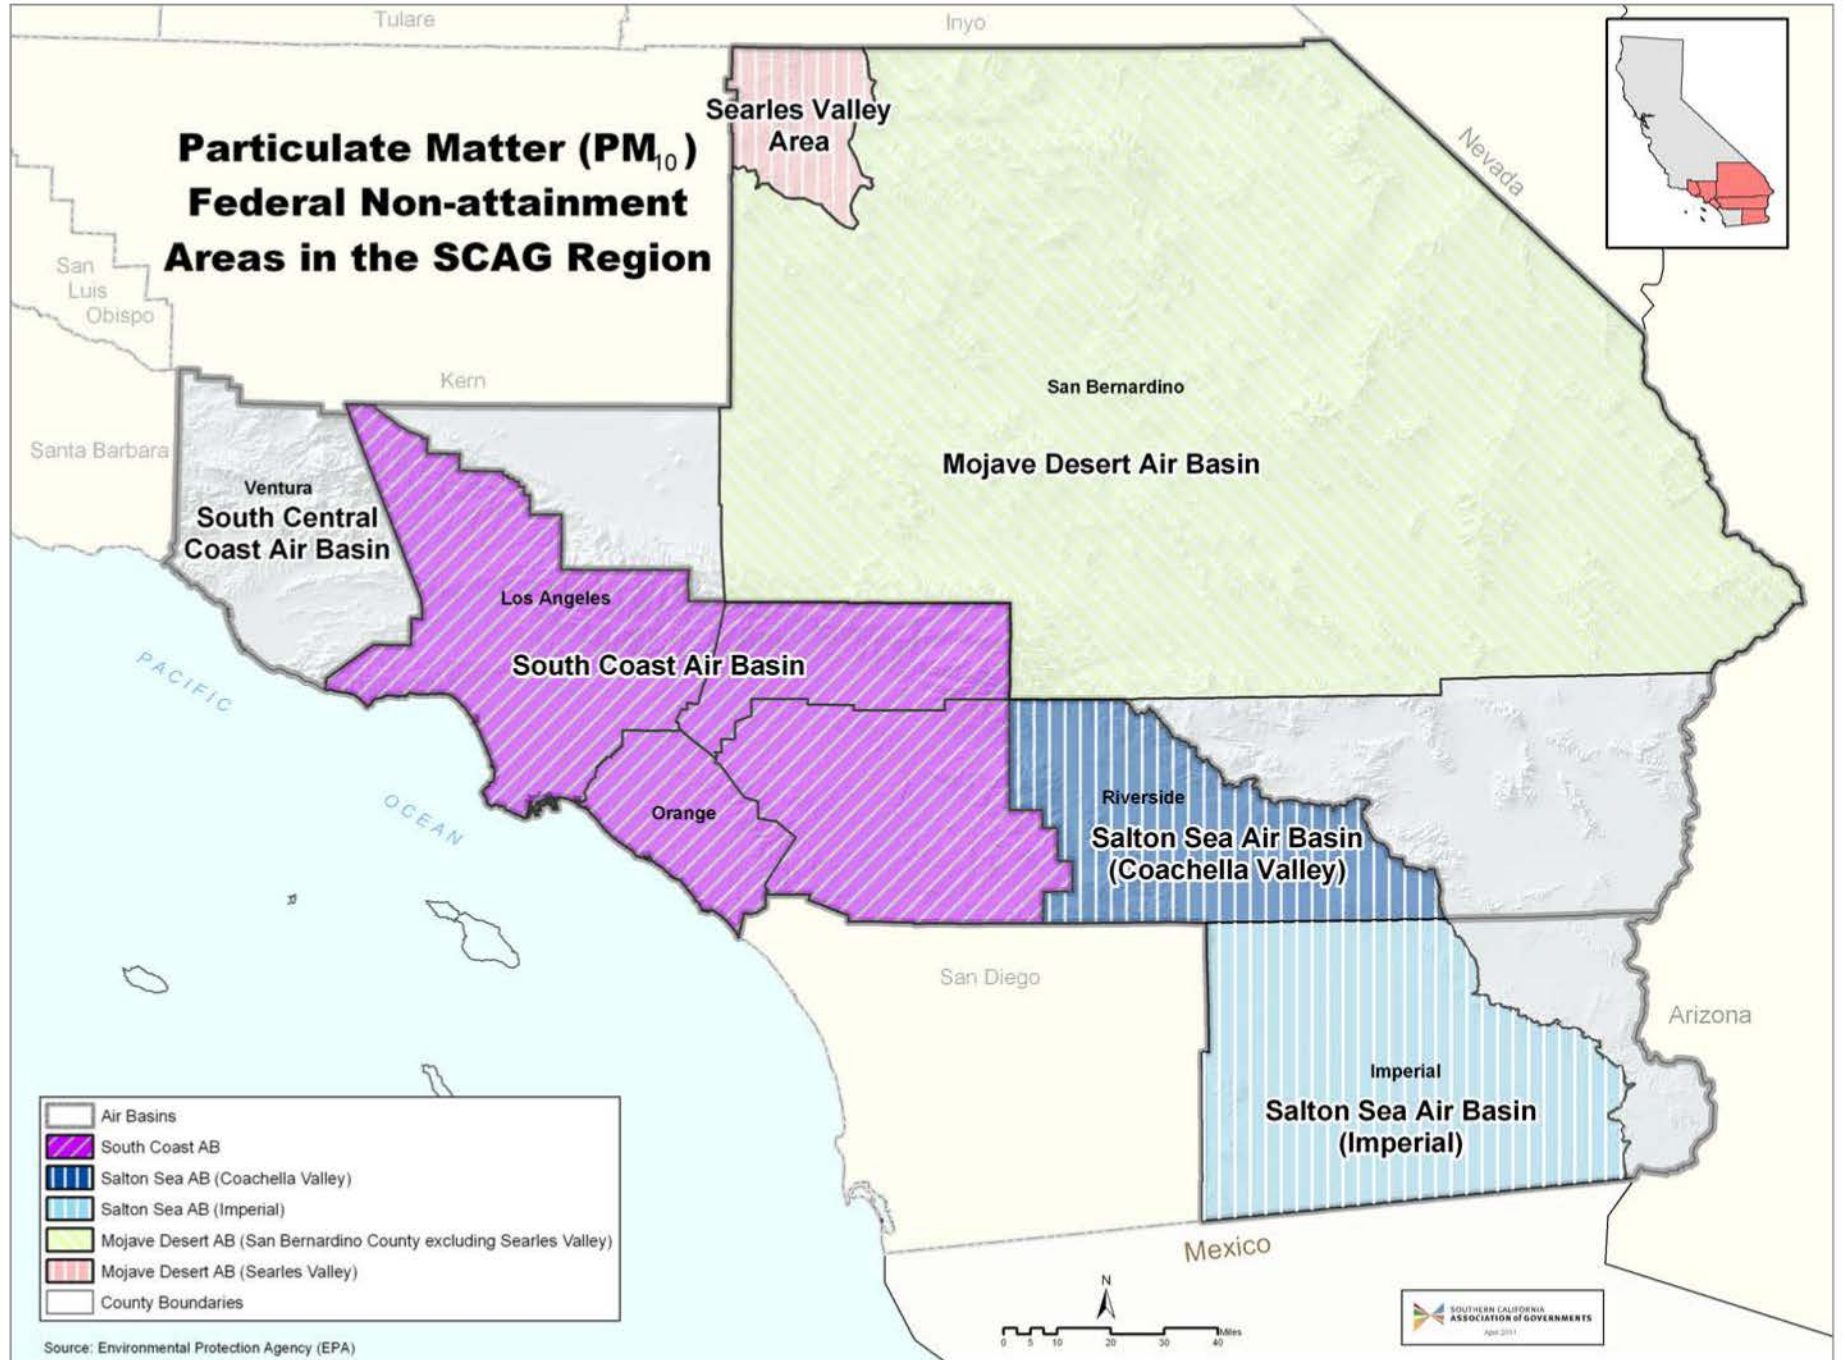 Tulare
Inyo
Searles Valley
Area
Particulate Matter (PM10)
Federal Non-attainment
Areas in the SCAG Region
Nevada
San
Luis
Obispo
Kern
San Bernardino
Mojave Desert Air Basin
Santa Barbara
Ventura
South Central
Coast Air Basin
Los Angeles
South Coast Air Basin
PACIFIC
OCEAN
Orange
Riverside
Salton Sea Air Basin
(Coachella Valley)
San Diego
Arizona
Imperial
Salton Sea Air Basin
(Imperial)
Mexico
Air Basins
South Coast AB
Salton Sea AB (Coachella Valley)
Salton Sea AB (Imperial)
Mojave Desert AB (San Bernardino County excluding Searles Valley)
Mojave Desert AB (Searles Valley)
County Boundaries
Source: Environmental Protection Agency (EPA)
N
0 5 10 20 30 40 Miles
SOUTHERN CALIFORNIA
ASSOCIATION of GOVERNMENTS
April 2011